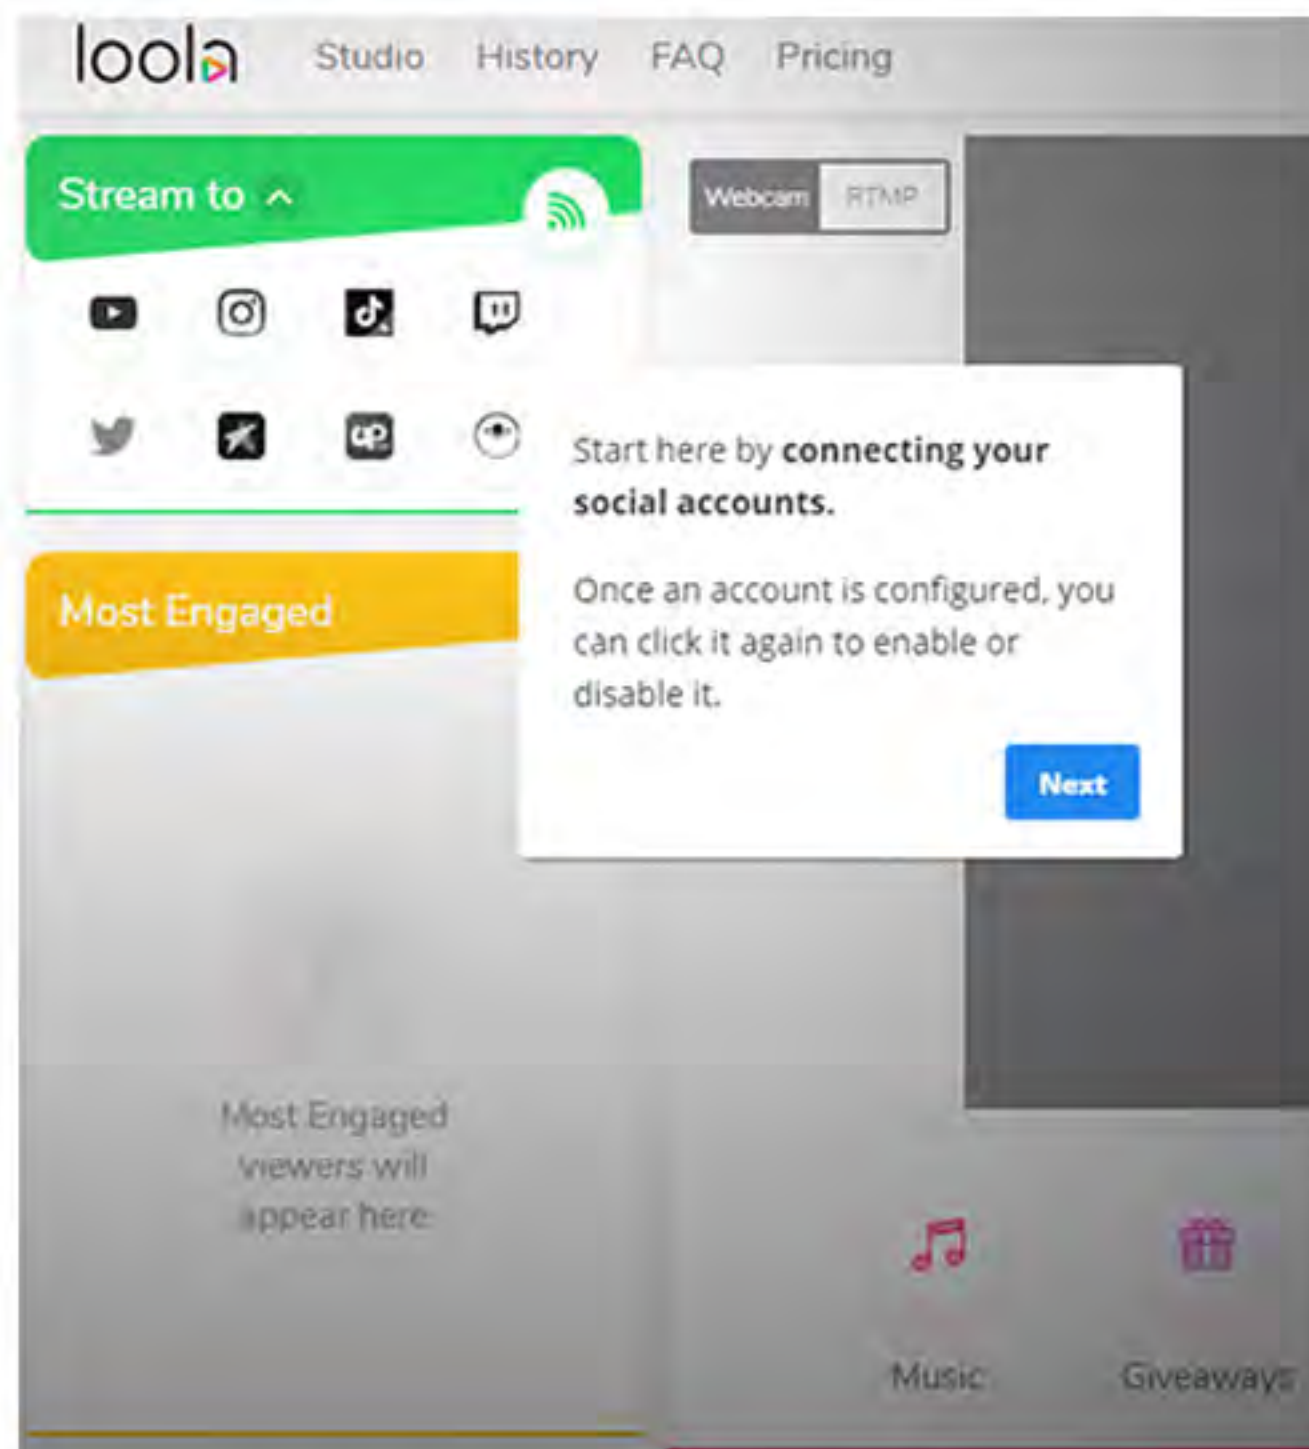 loola
Studio
History
FAQ
Pricing
Stream to
Webcam
RTMP
up
Start here by connecting your
social accounts.
Once an account is configured, you
can click it again to enable or
disable it.
Next
Most Engaged
Most Engaged
viewers will
appear here
Music
Giveaways